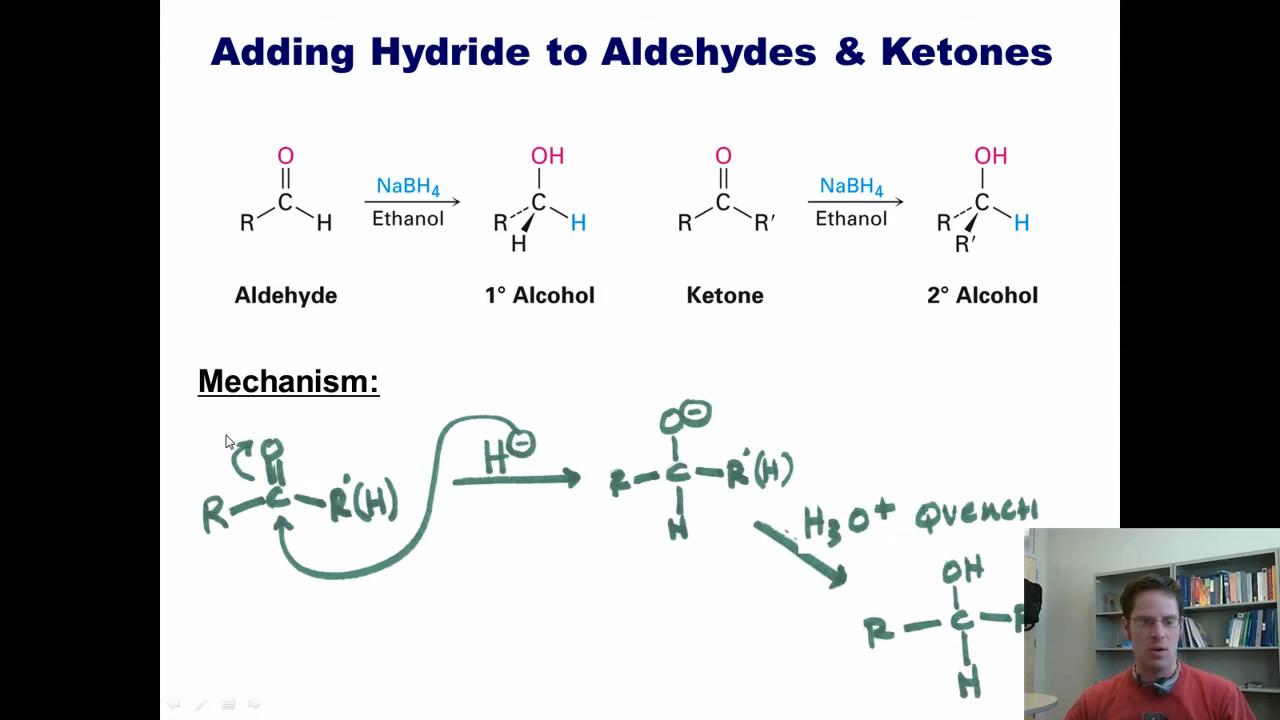 Adding Hydride to Aldehydes & Ketones
O OH O OH
NaBH4 NaBH4
C C C C
Ethanol Ethanol
R H R H R R′ R H
H R′
Aldehyde 1° Alcohol Ketone 2° Alcohol
Mechanism:
O H⊖ O⊖
R C R'(H) R C R'(H)
H H3O+ QUENCH
OH
R C
H